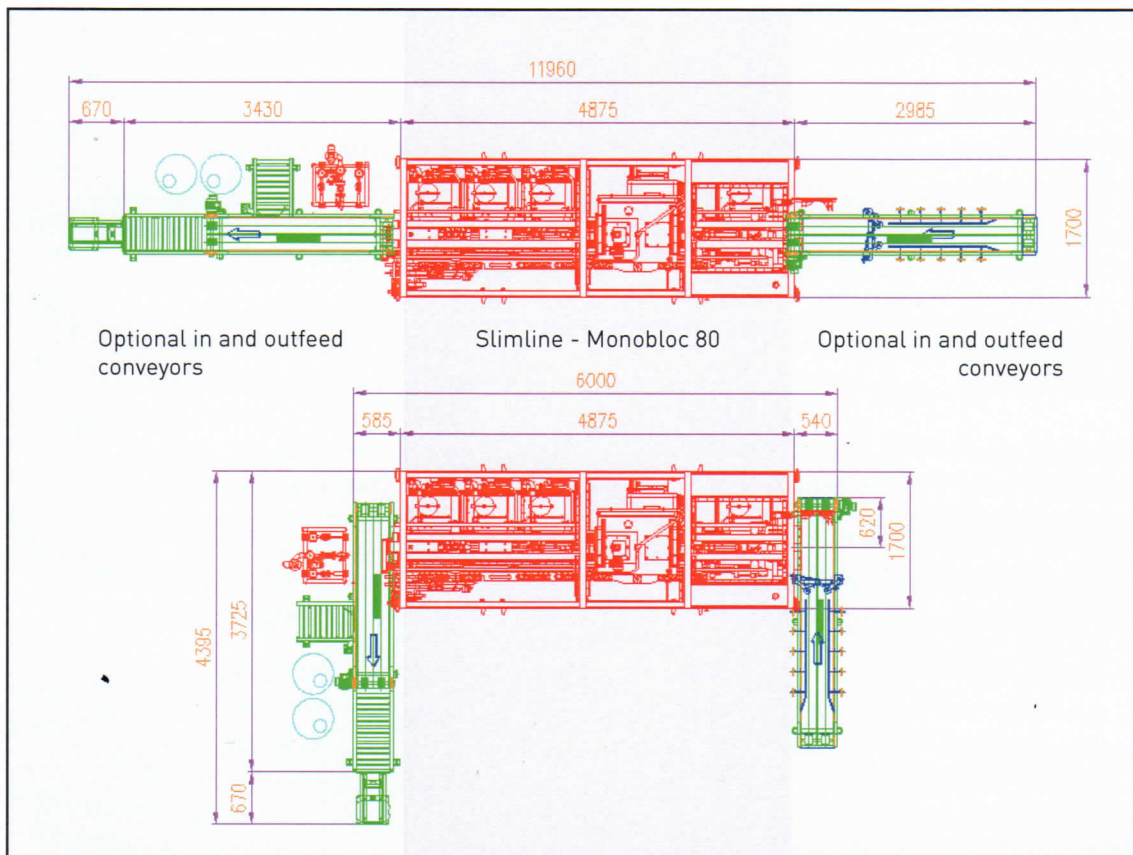 11960
670 3430 4875 2985
1700
Optional in and outfeed
conveyors
Slimline - Monobloc 80
Optional in and outfeed
conveyors
6000
585 4875 540
620
1700
4395
3725
670